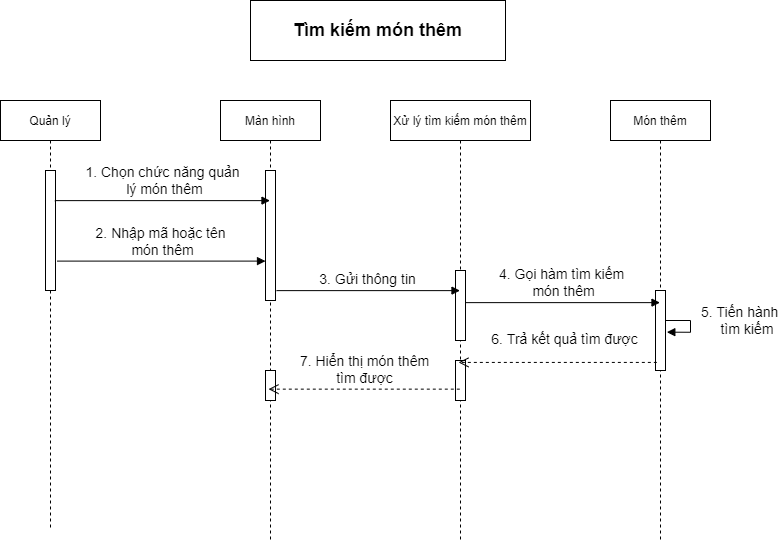 Tìm kiếm món thêm
Quản lý
Màn hình
Xử lý tìm kiếm món thêm
Món thêm
1. Chọn chức năng quản
lý món thêm
2. Nhập mã hoặc tên
món thêm
3. Gửi thông tin
4. Gọi hàm tìm kiếm
món thêm
5. Tiến hành
tìm kiếm
6. Trả kết quả tìm được
7. Hiển thị món thêm
tìm được